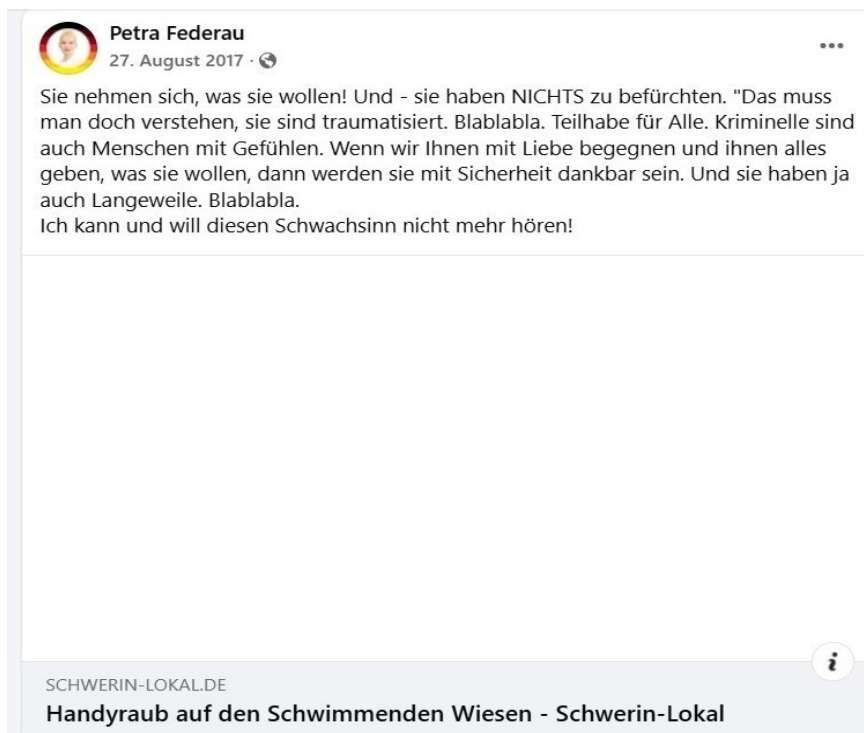 Petra Federau
27. August 2017 ·
Sie nehmen sich, was sie wollen! Und - sie haben NICHTS zu befürchten. "Das muss
man doch verstehen, sie sind traumatisiert. Blablabla. Teilhabe für Alle. Kriminelle sind
auch Menschen mit Gefühlen. Wenn wir Ihnen mit Liebe begegnen und ihnen alles
geben, was sie wollen, dann werden sie mit Sicherheit dankbar sein. Und sie haben ja
auch Langeweile. Blablabla.
Ich kann und will diesen Schwachsinn nicht mehr hören!
SCHWERIN-LOKAL.DE
Handyraub auf den Schwimmenden Wiesen - Schwerin-Lokal